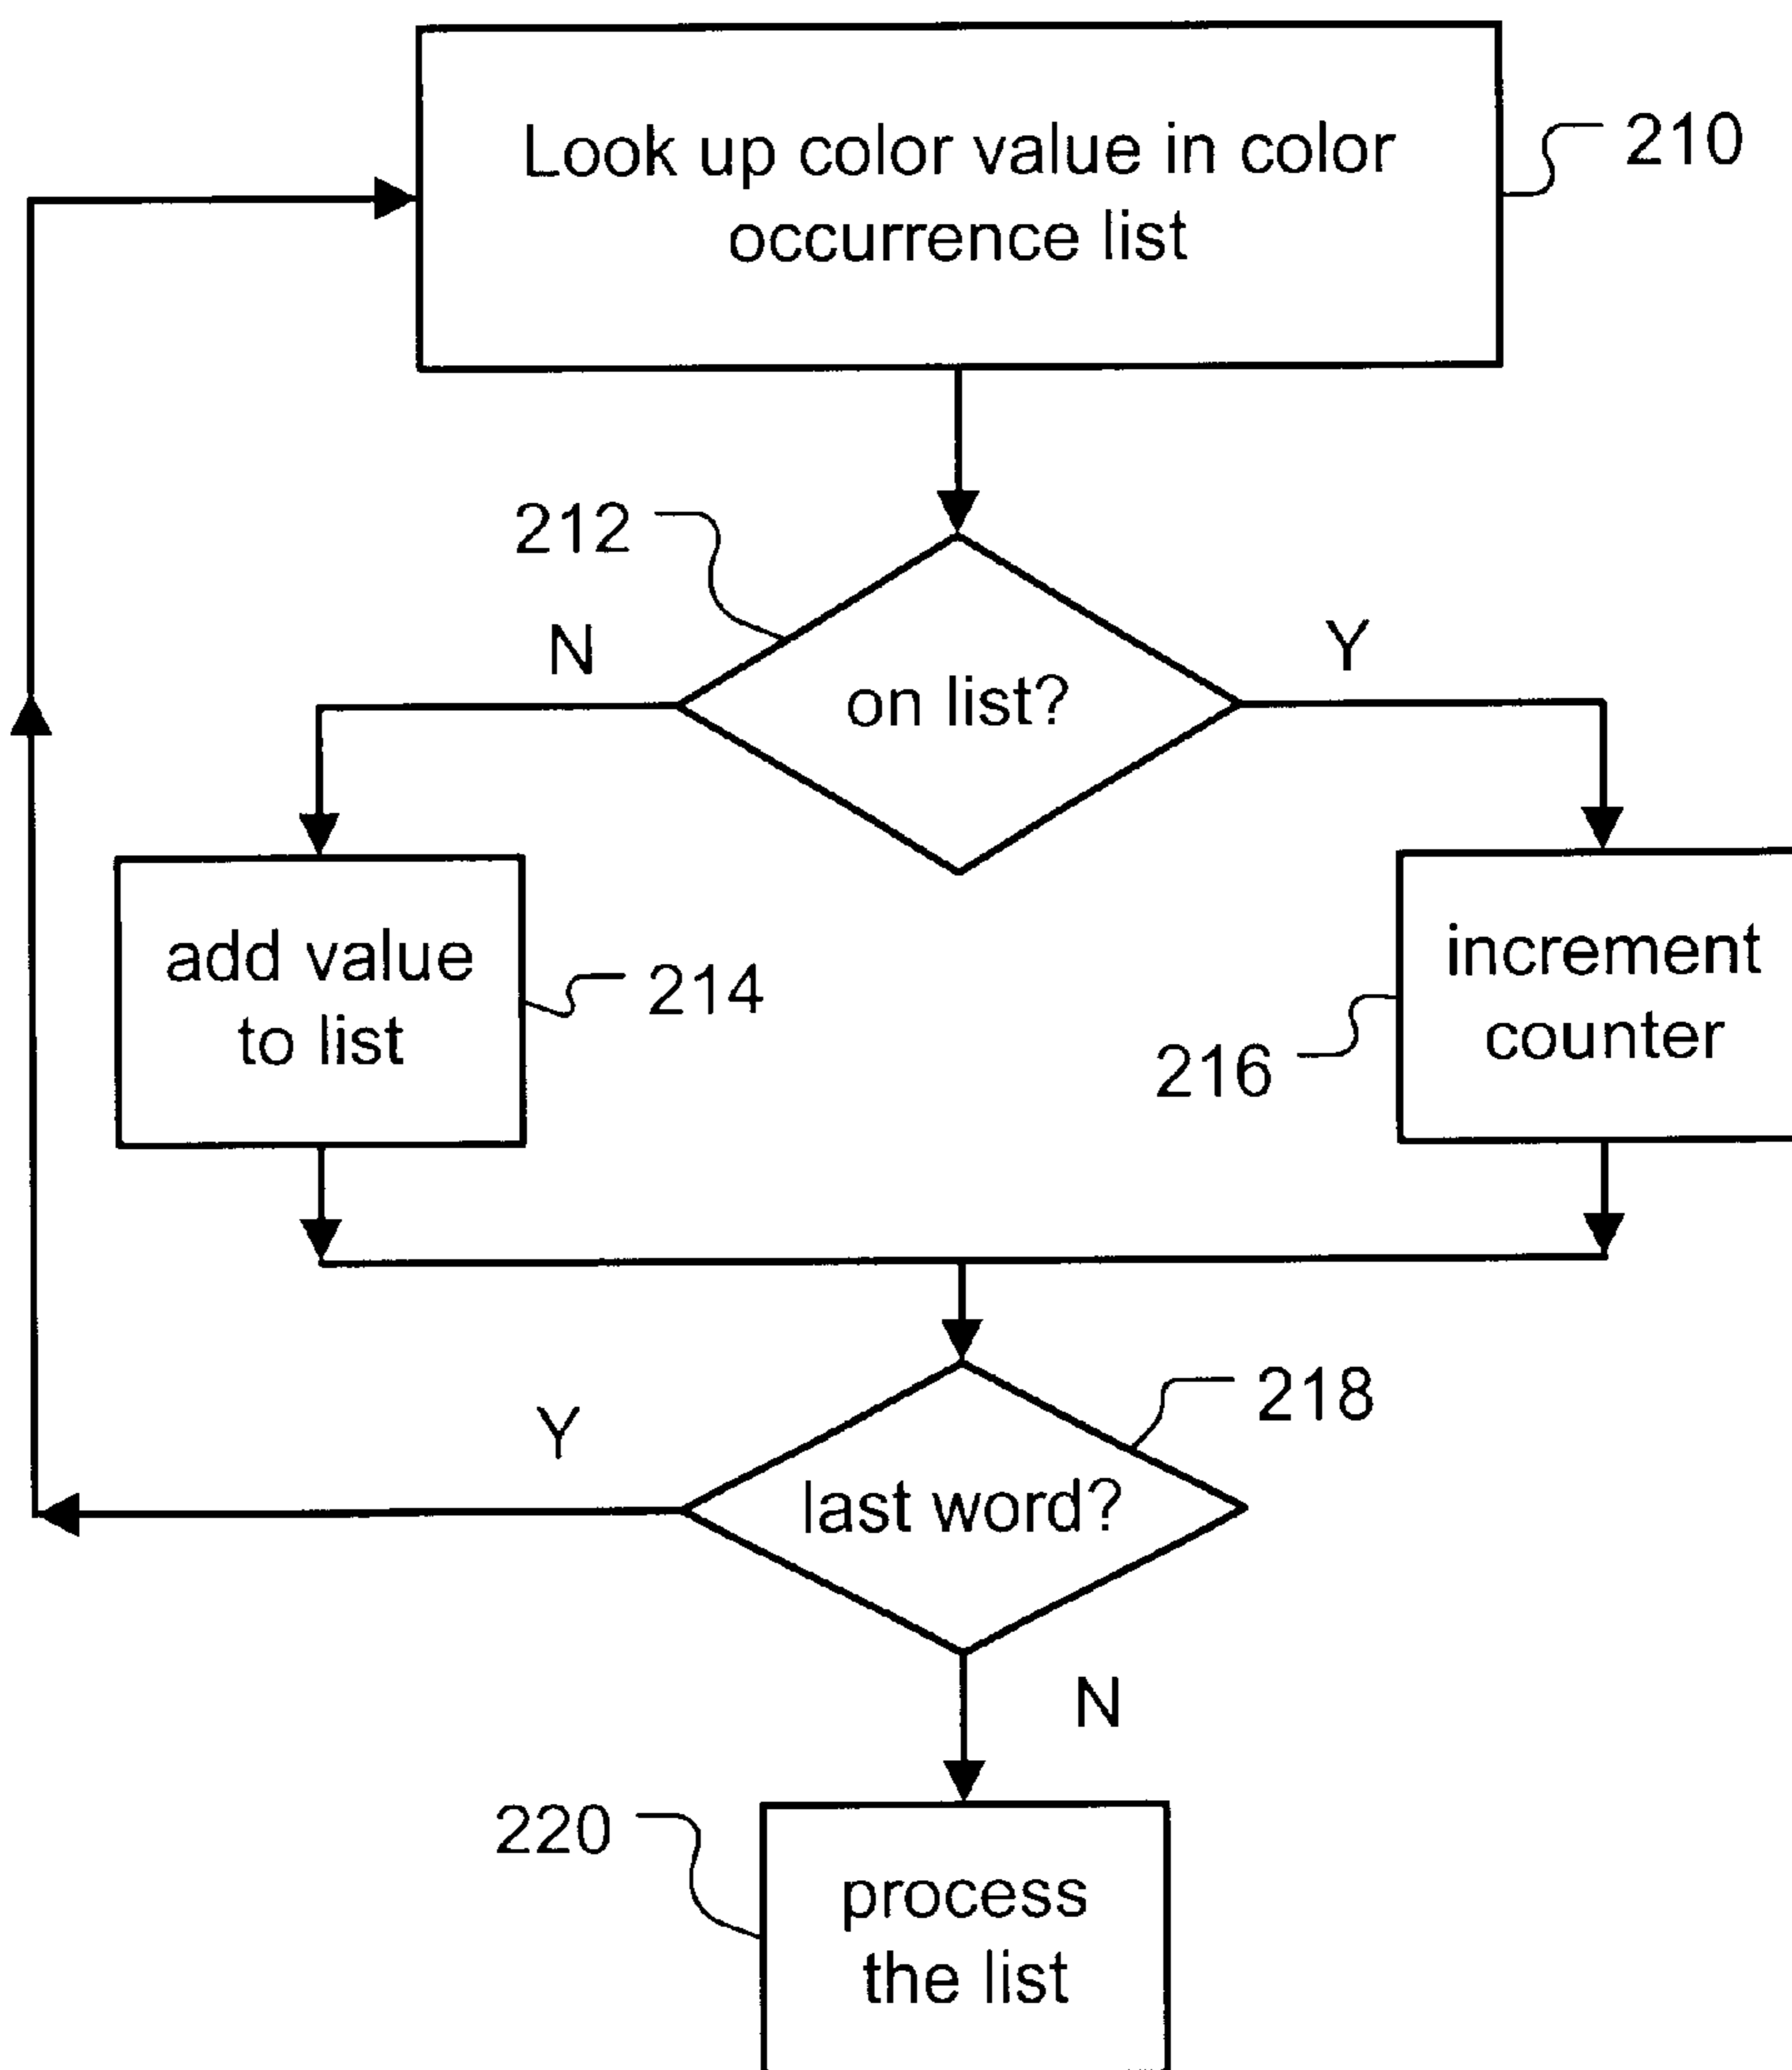 Look up color value in color
occurrence list
210
212
N
Y
on list?
add value
to list
214
increment
counter
216
218
Y
last word?
N
220
process
the list